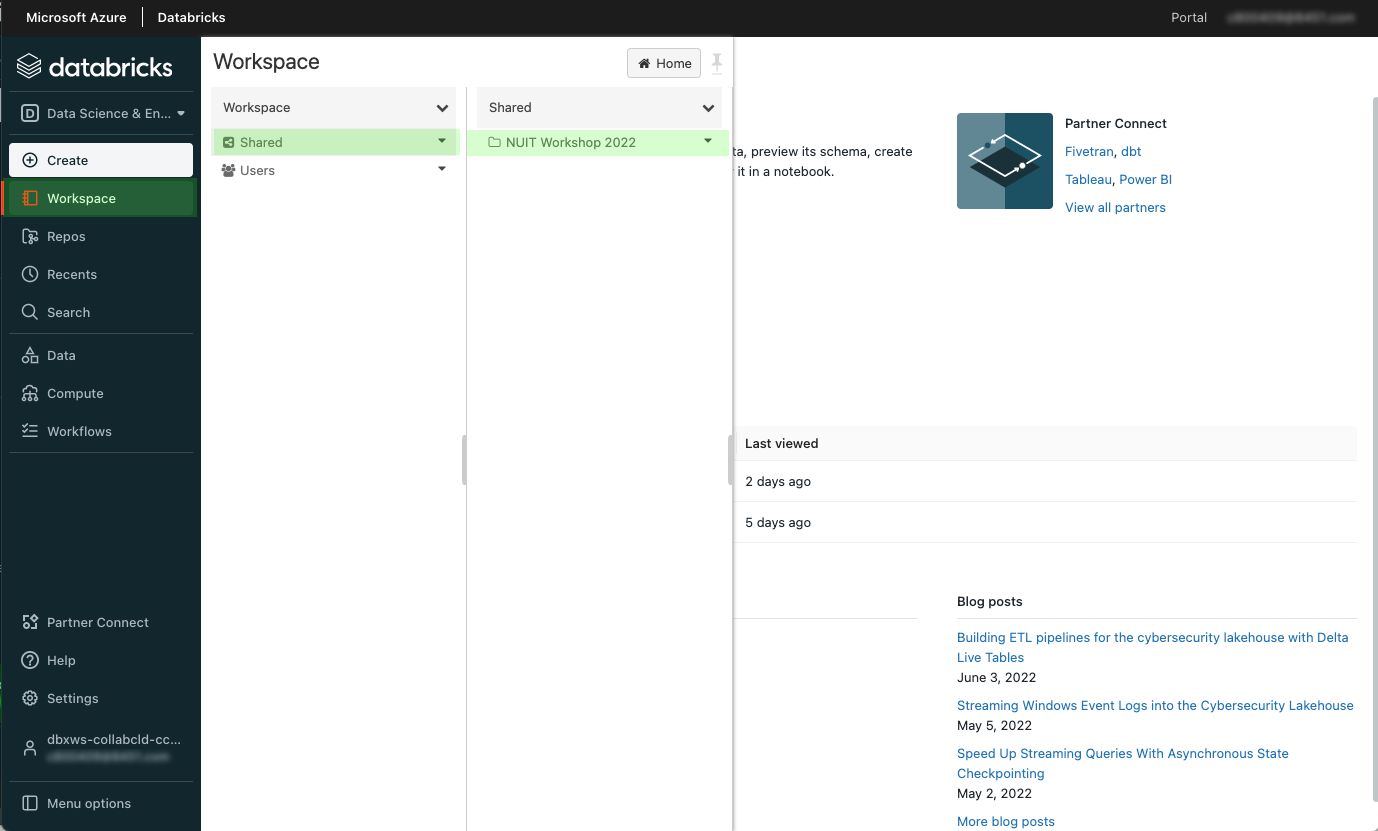 Microsoft Azure
Databricks
Portal
databricks
Data Science & En...
Create
Workspace
Repos
Recents
Search
Data
Compute
Workflows
Partner Connect
Help
Settings
dbxws-collabcld-cc...
Menu options
Workspace
Home
Workspace
Shared
Users
Shared
NUIT Workshop 2022
ta, preview its schema, create
it in a notebook.
Partner Connect
Fivetran, dbt
Tableau, Power BI
View all partners
Last viewed
2 days ago
5 days ago
Blog posts
Building ETL pipelines for the cybersecurity lakehouse with Delta
Live Tables
June 3, 2022
Streaming Windows Event Logs into the Cybersecurity Lakehouse
May 5, 2022
Speed Up Streaming Queries With Asynchronous State
Checkpointing
May 2, 2022
More blog posts